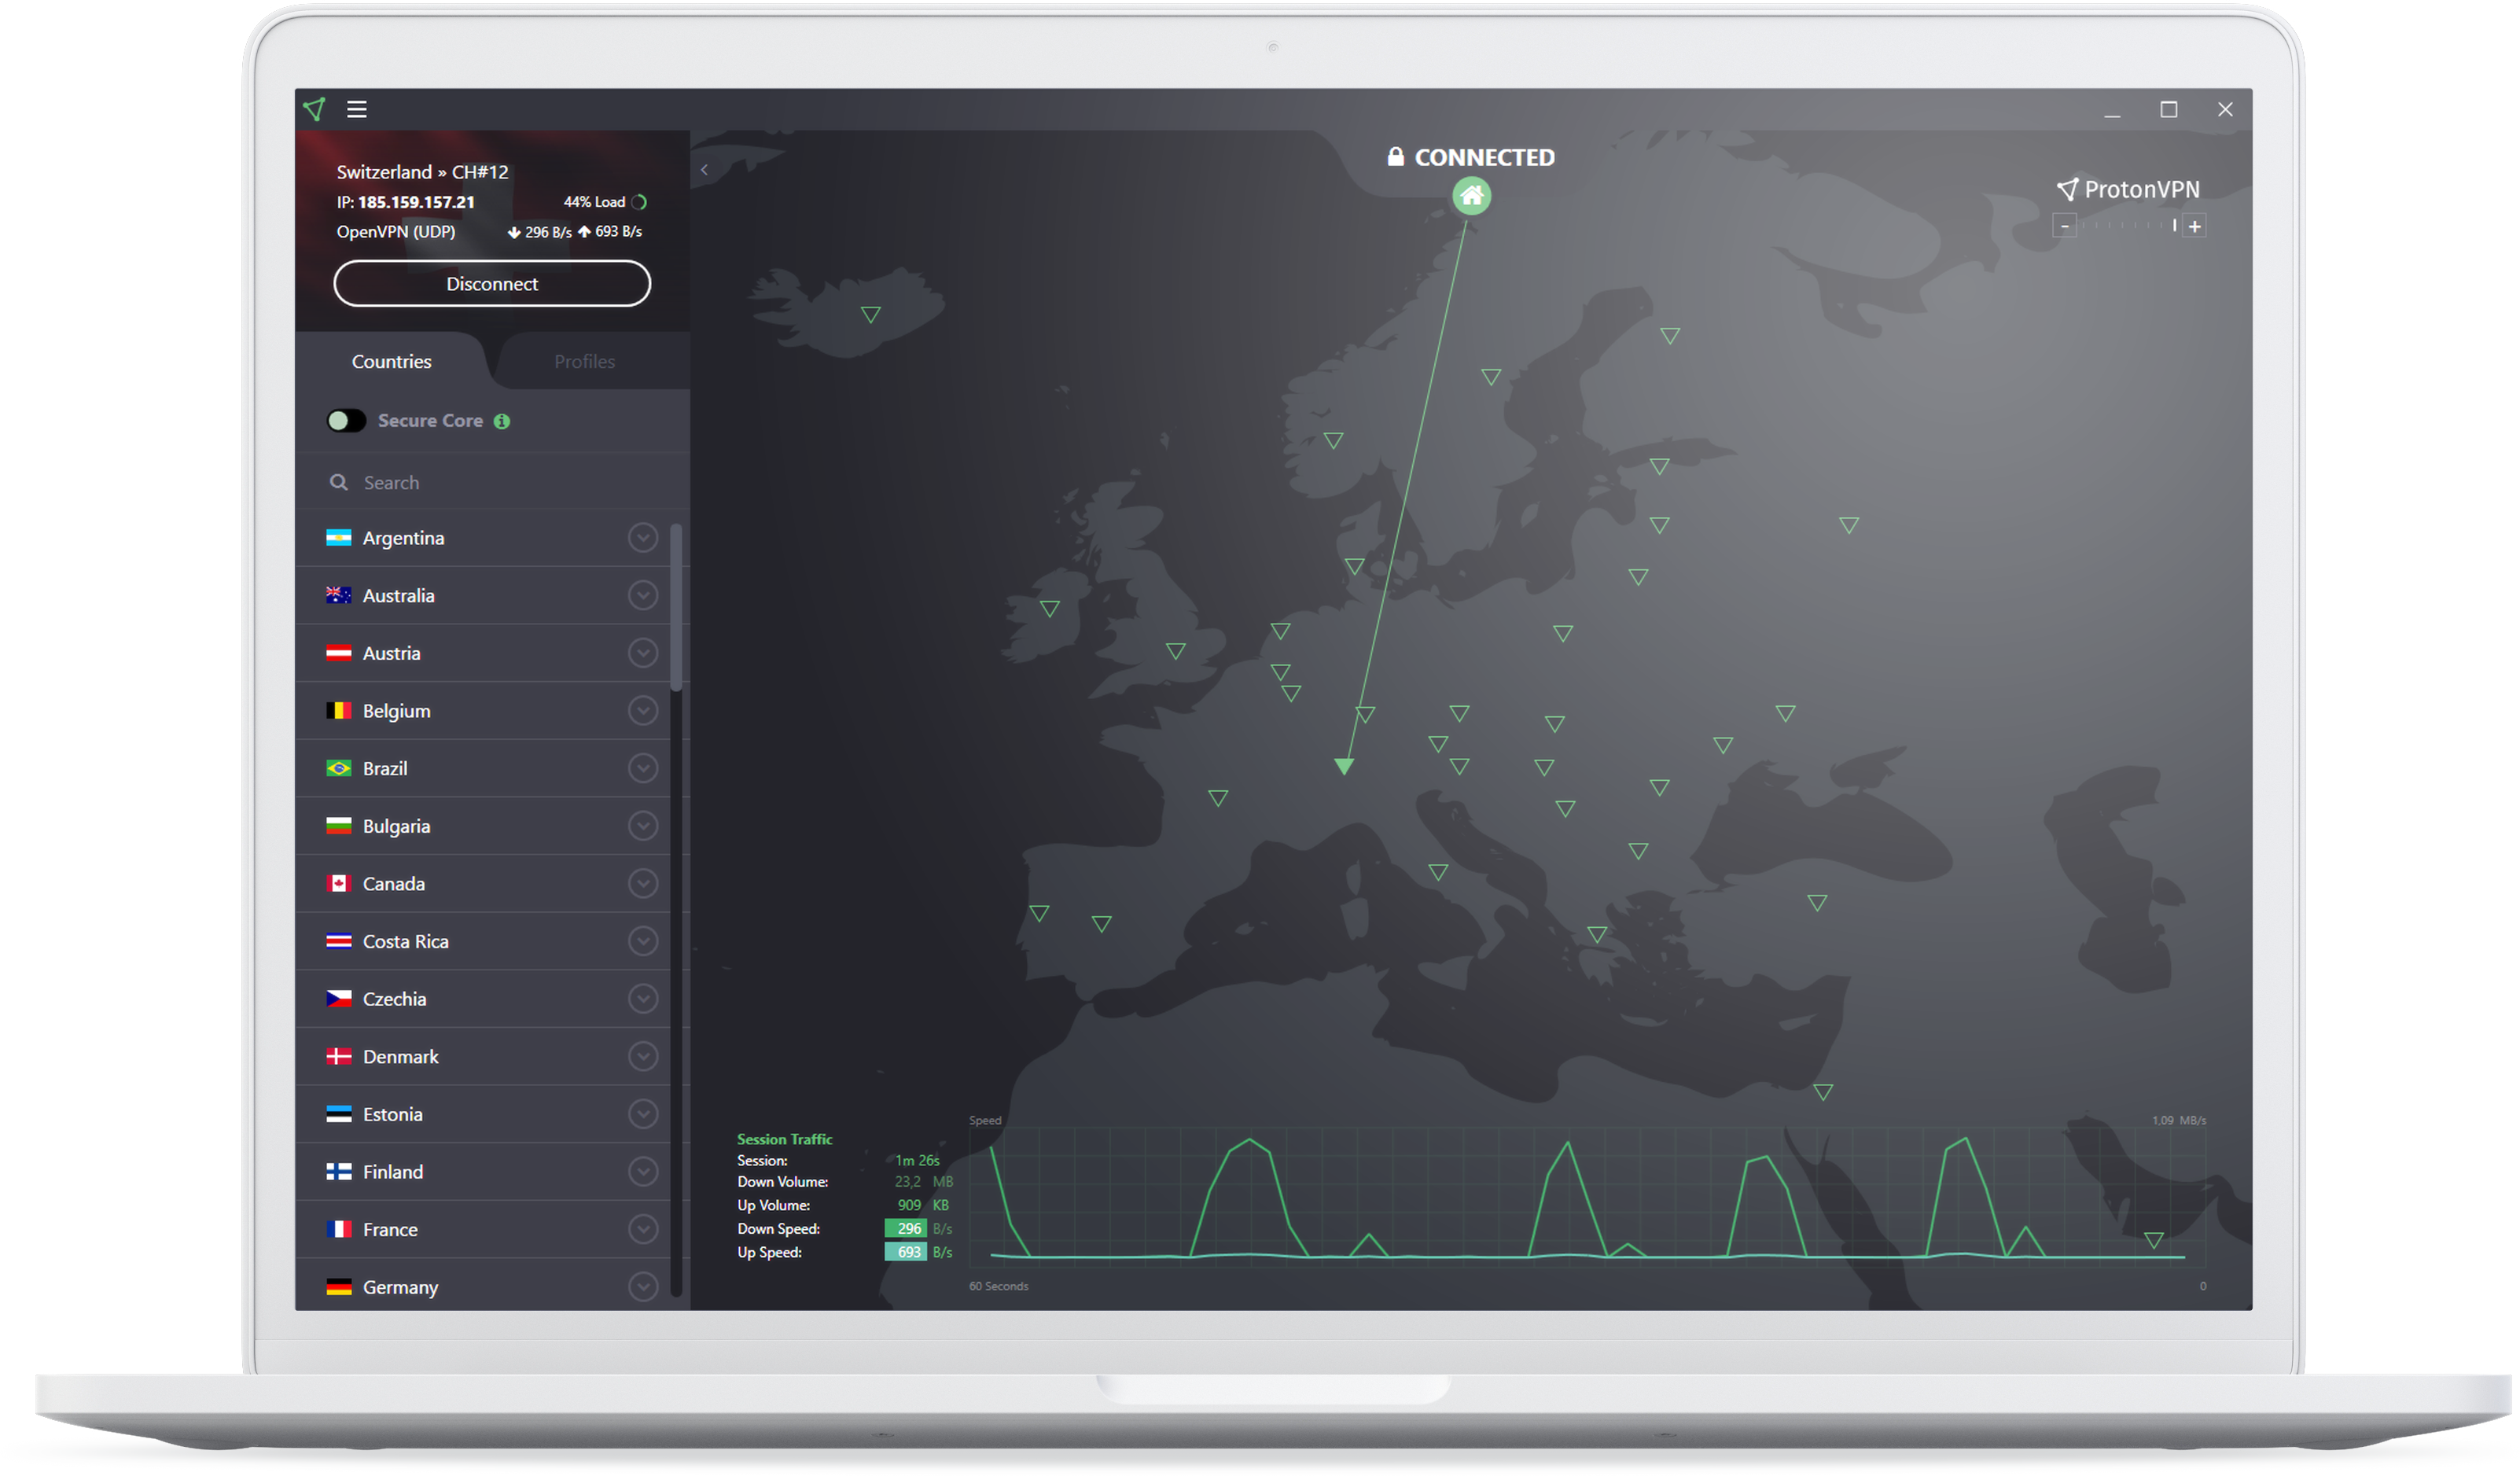 CONNECTED
ProtonVPN
- +
Switzerland » CH#12
IP: 185.159.157.21 44% Load
OpenVPN (UDP) 296 B/s 693 B/s
Disconnect
Countries Profiles
Secure Core i
Search
Argentina
Australia
Austria
Belgium
Brazil
Bulgaria
Canada
Costa Rica
Czechia
Denmark
Estonia
Finland
France
Germany
Session Traffic
Session: 1m 26s
Down Volume: 23,2 MB
Up Volume: 909 KB
Down Speed: 296 B/s
Up Speed: 693 B/s
Speed 1,09 MB/s
60 Seconds 0